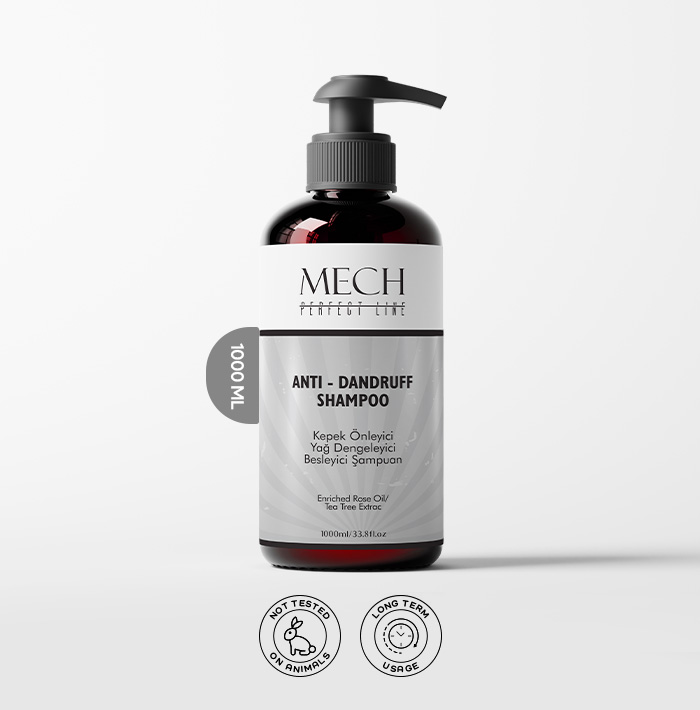 MECH
PERFECT LINE
1000 ML
ANTI - DANDRUFF
SHAMPOO
Kepek Önleyici
Yağ Dengeleyici
Besleyici Şampuan
Enriched Rose Oil/
Tea Tree Extrac
1000ml/33.8fl.oz
NOT TESTED
ON ANIMALS
LONG TERM
USAGE